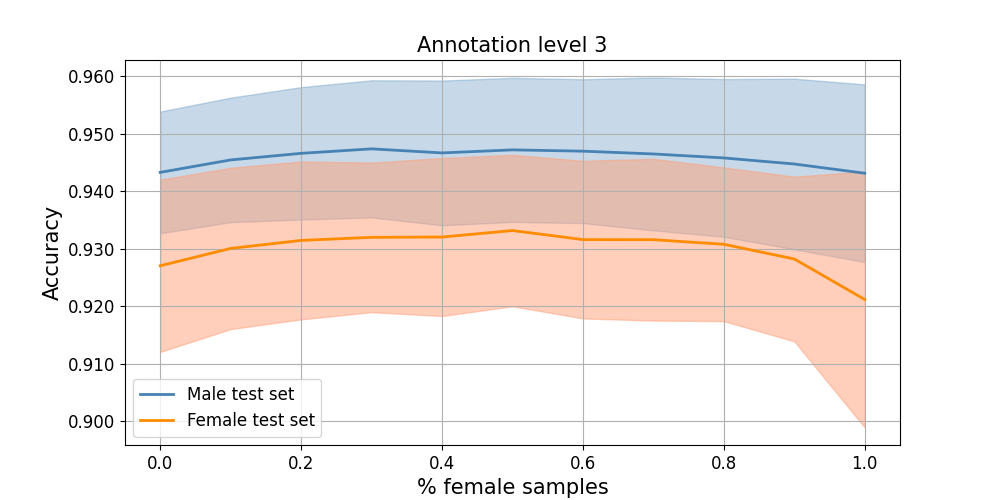 Annotation level 3
Accuracy
0.960
0.950
0.940
0.930
0.920
0.910
0.900
Male test set
Female test set
0.0 0.2 0.4 0.6 0.8 1.0
% female samples